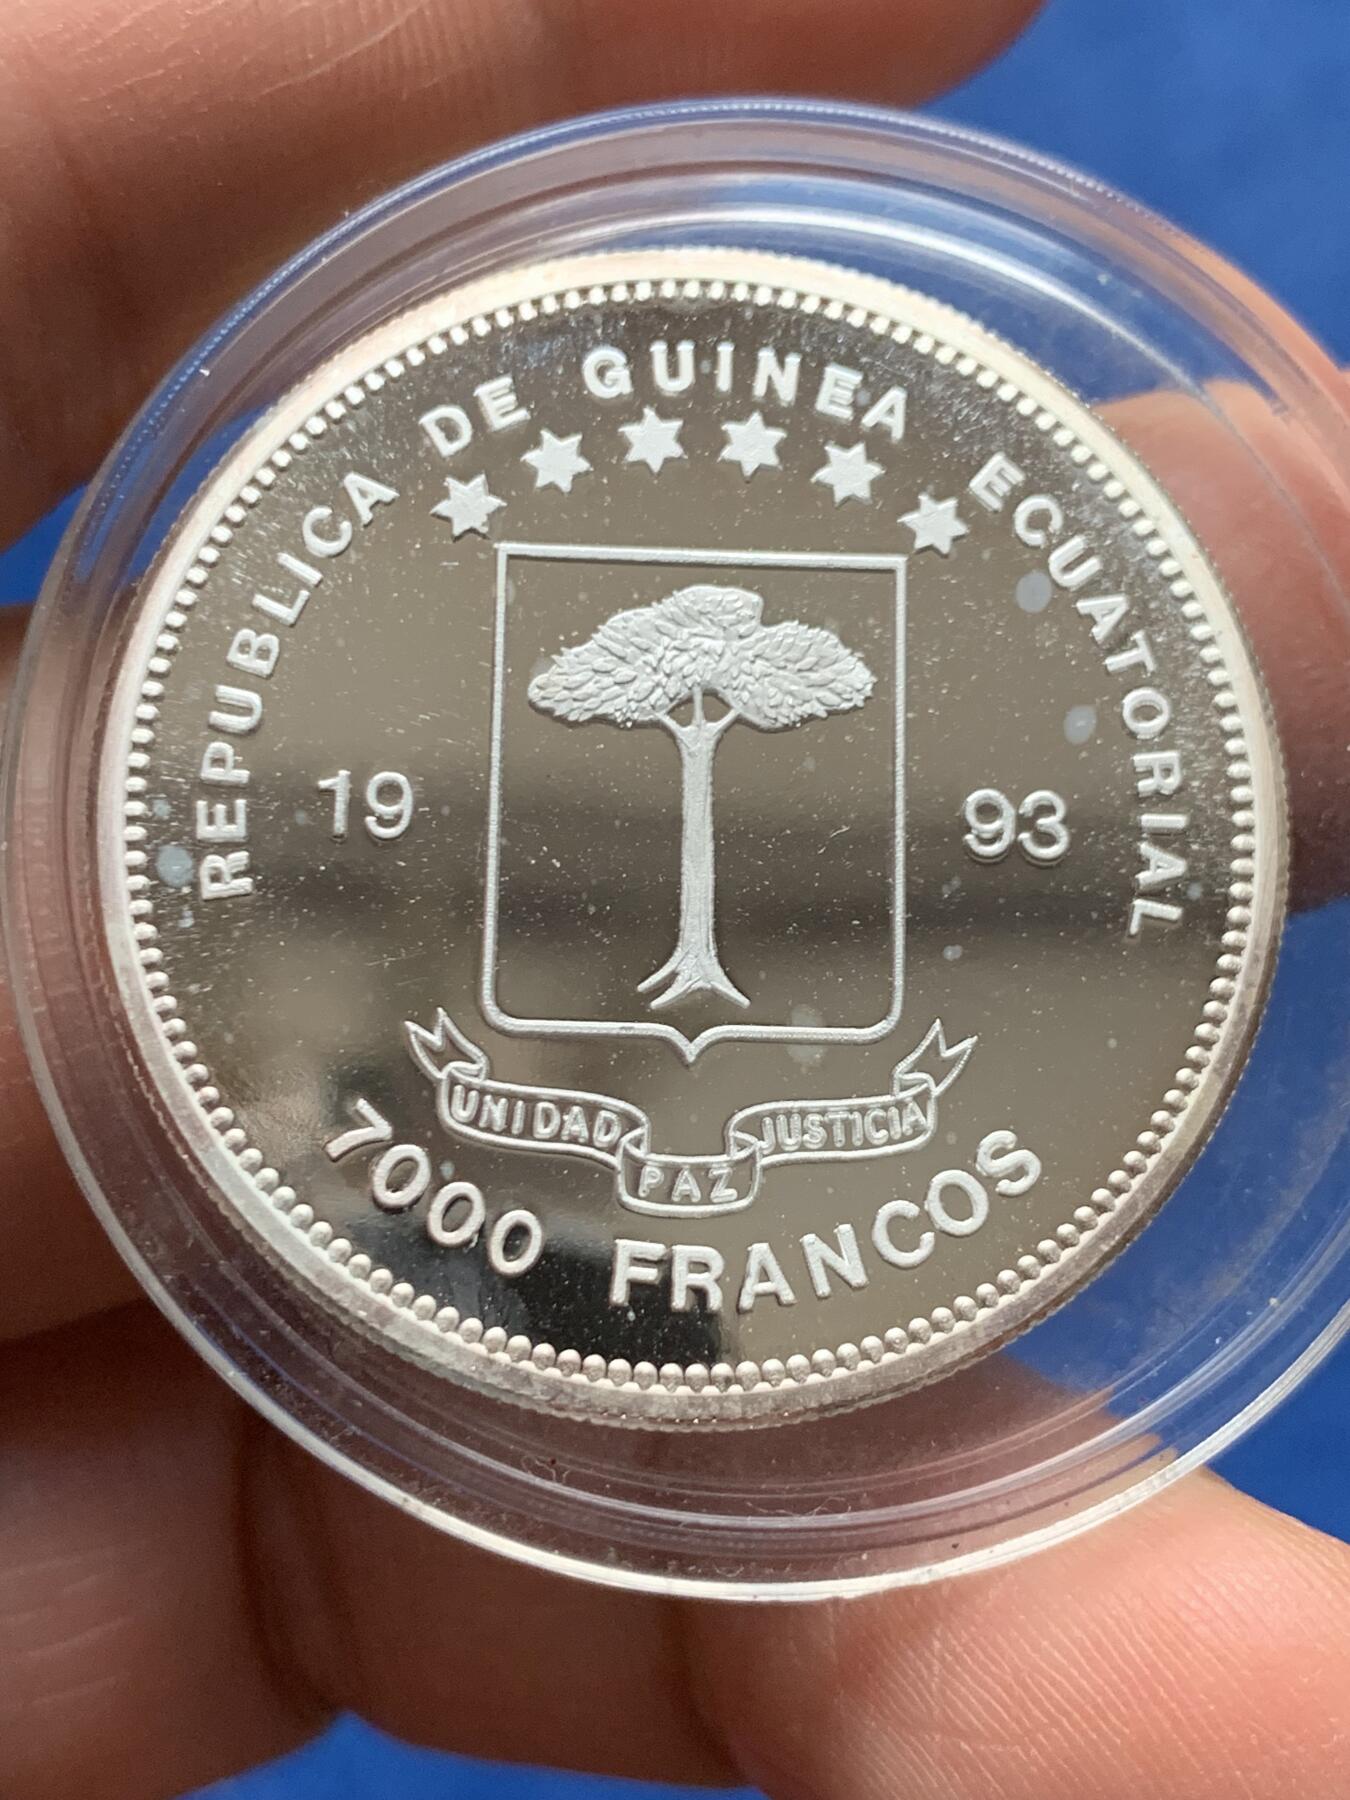 REPUBLICA DE GUINEA ECUATORIAL
19 93
UNIDAD PAZ JUSTICIA
7000 FRANCOS